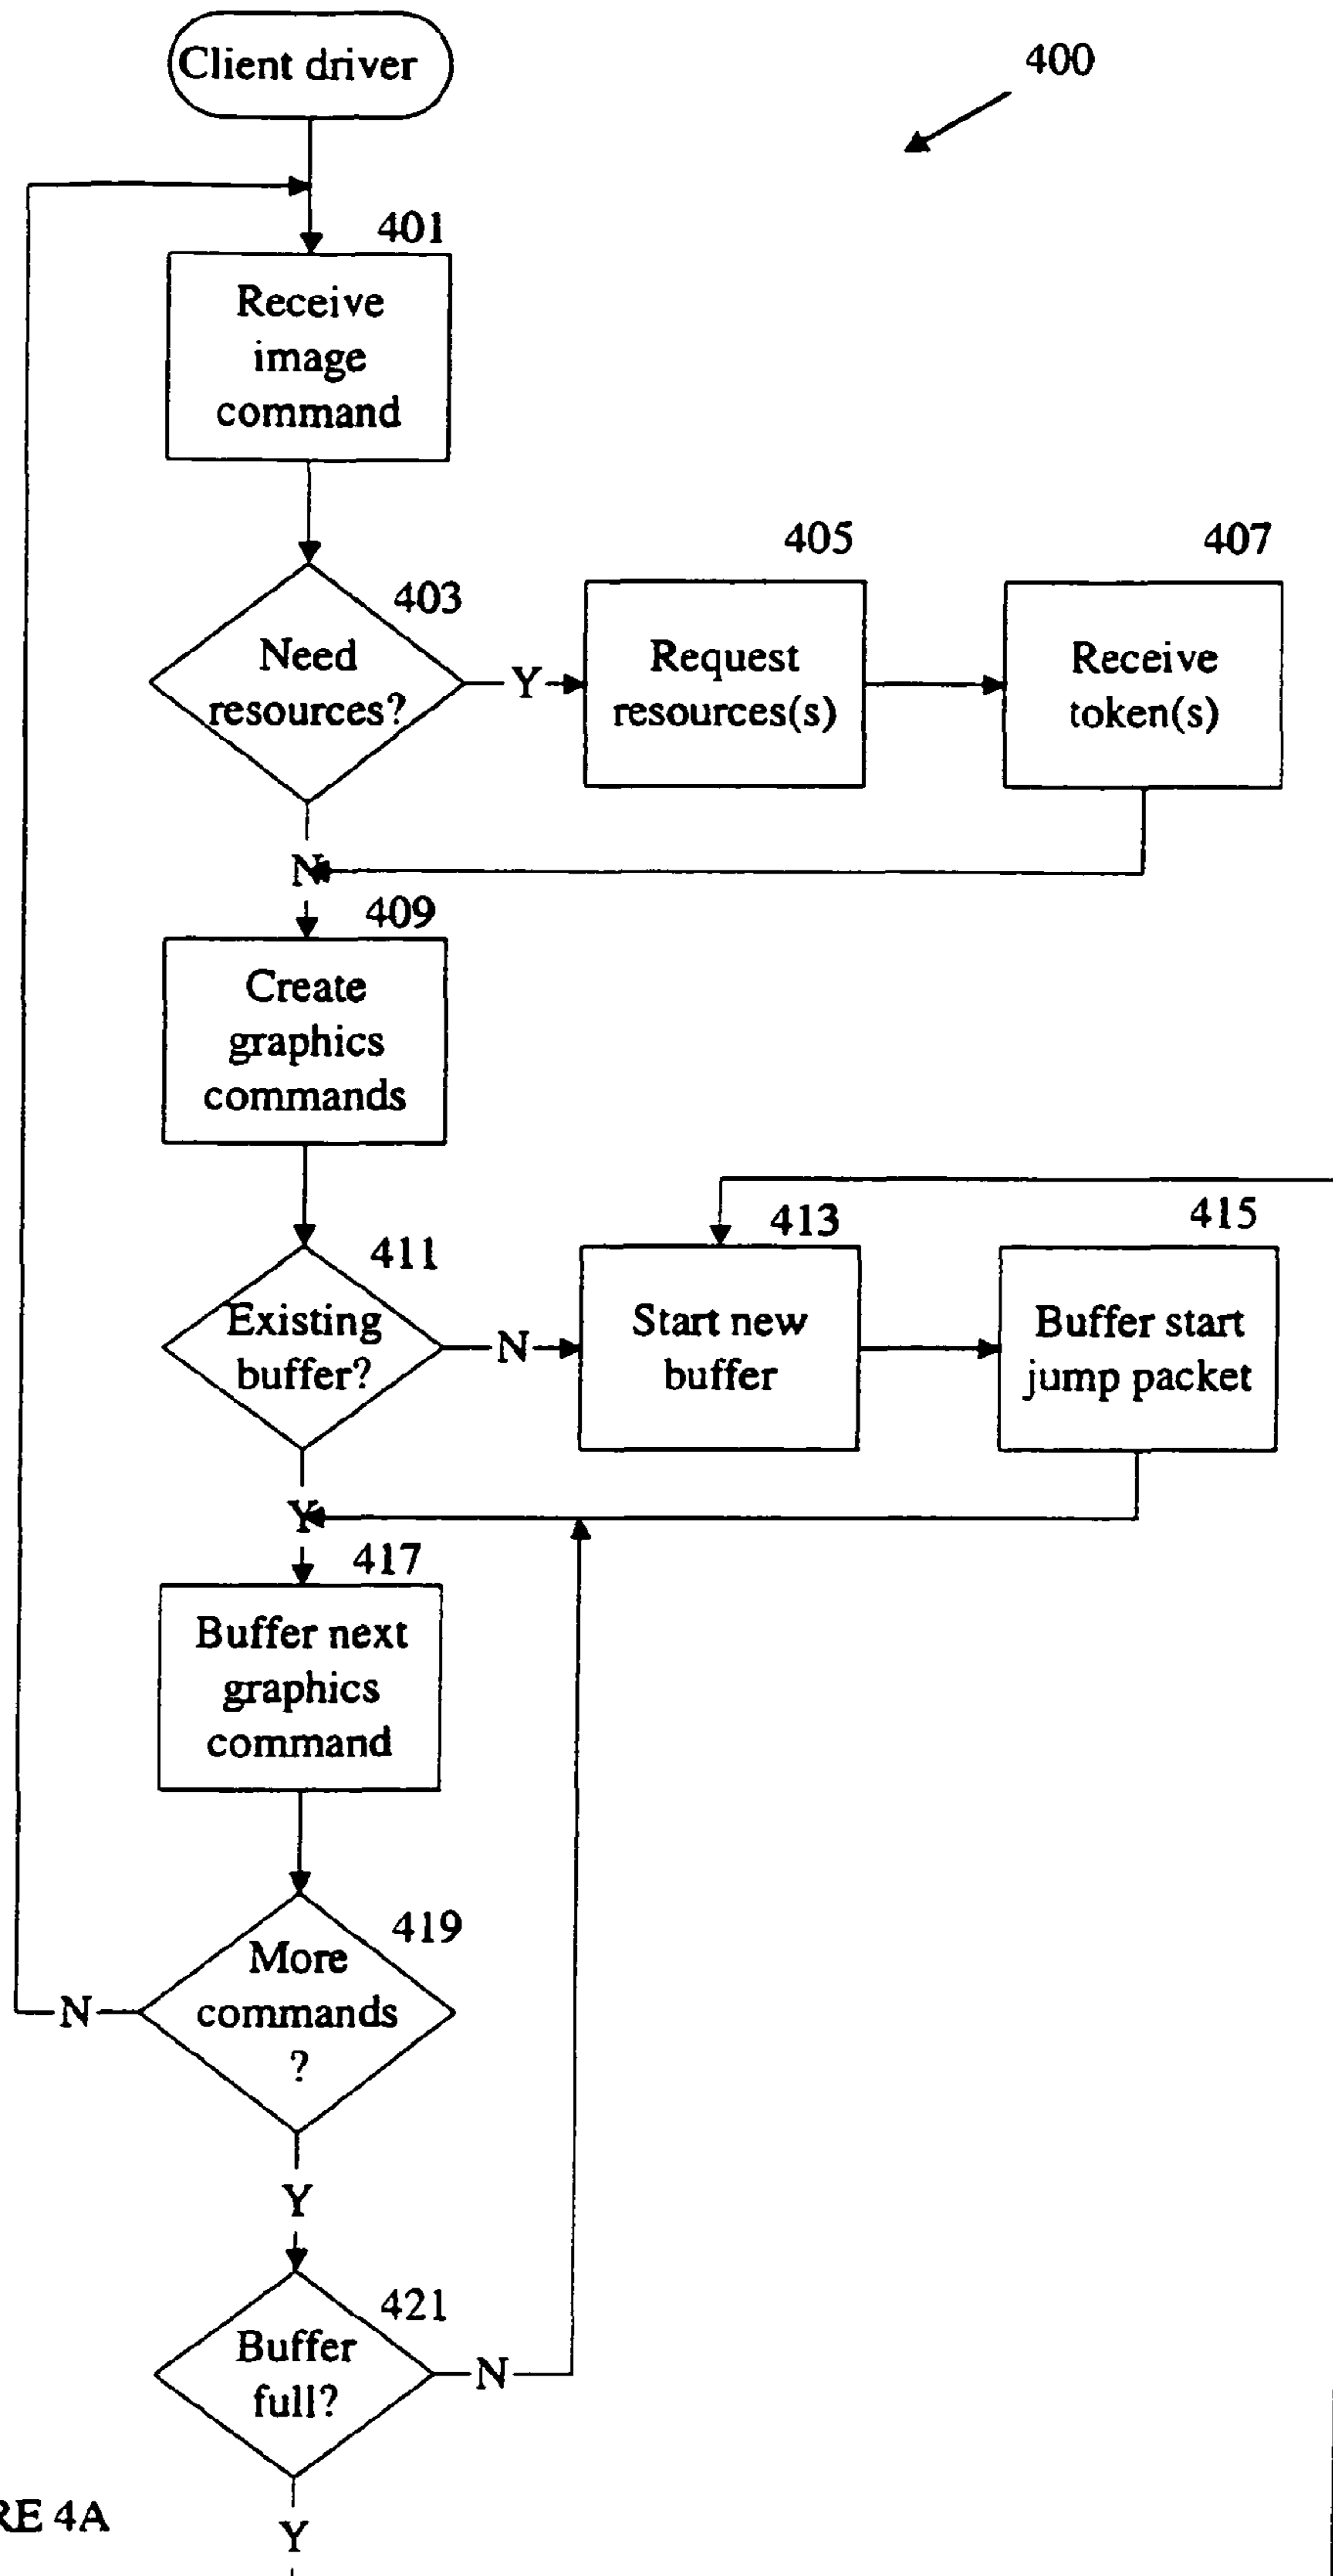 Client driver
400
401
Receive
image
command
403
Need
resources?
Y
405
Request
resources(s)
407
Receive
token(s)
N
409
Create
graphics
commands
411
Existing
buffer?
N
413
Start new
buffer
415
Buffer start
jump packet
Y
417
Buffer next
graphics
command
419
More
commands
?
N
Y
421
Buffer
full?
N
RE 4A
Y